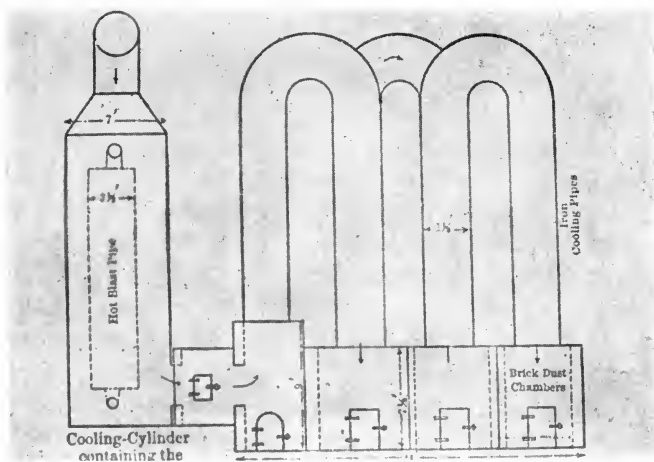 7'
3½'
Hot Blast Pipe
3½'
Iron
Cooling Pipes
Brick Dust
Chambers
Cooling-Cylinder
containing the